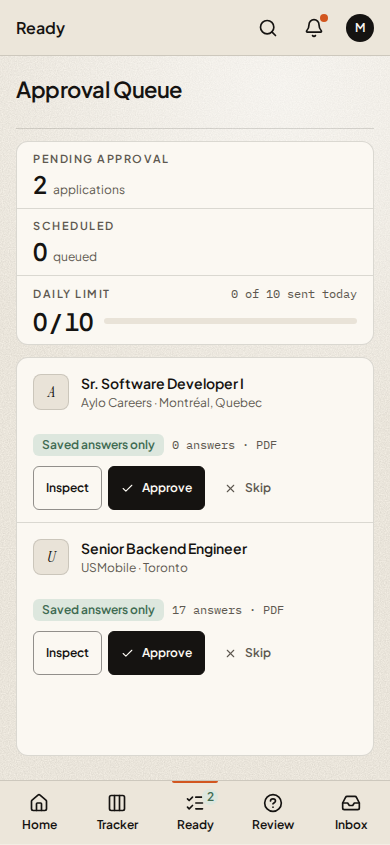 Ready
M
Approval Queue
PENDING APPROVAL
2 applications
SCHEDULED
0 queued
DAILY LIMIT 0 of 10 sent today
0/10
A
Sr. Software Developer I
Aylo Careers · Montréal, Quebec
Saved answers only 0 answers · PDF
Inspect Approve Skip
U
Senior Backend Engineer
USMobile · Toronto
Saved answers only 17 answers · PDF
Inspect Approve Skip
2
Home Tracker Ready Review Inbox